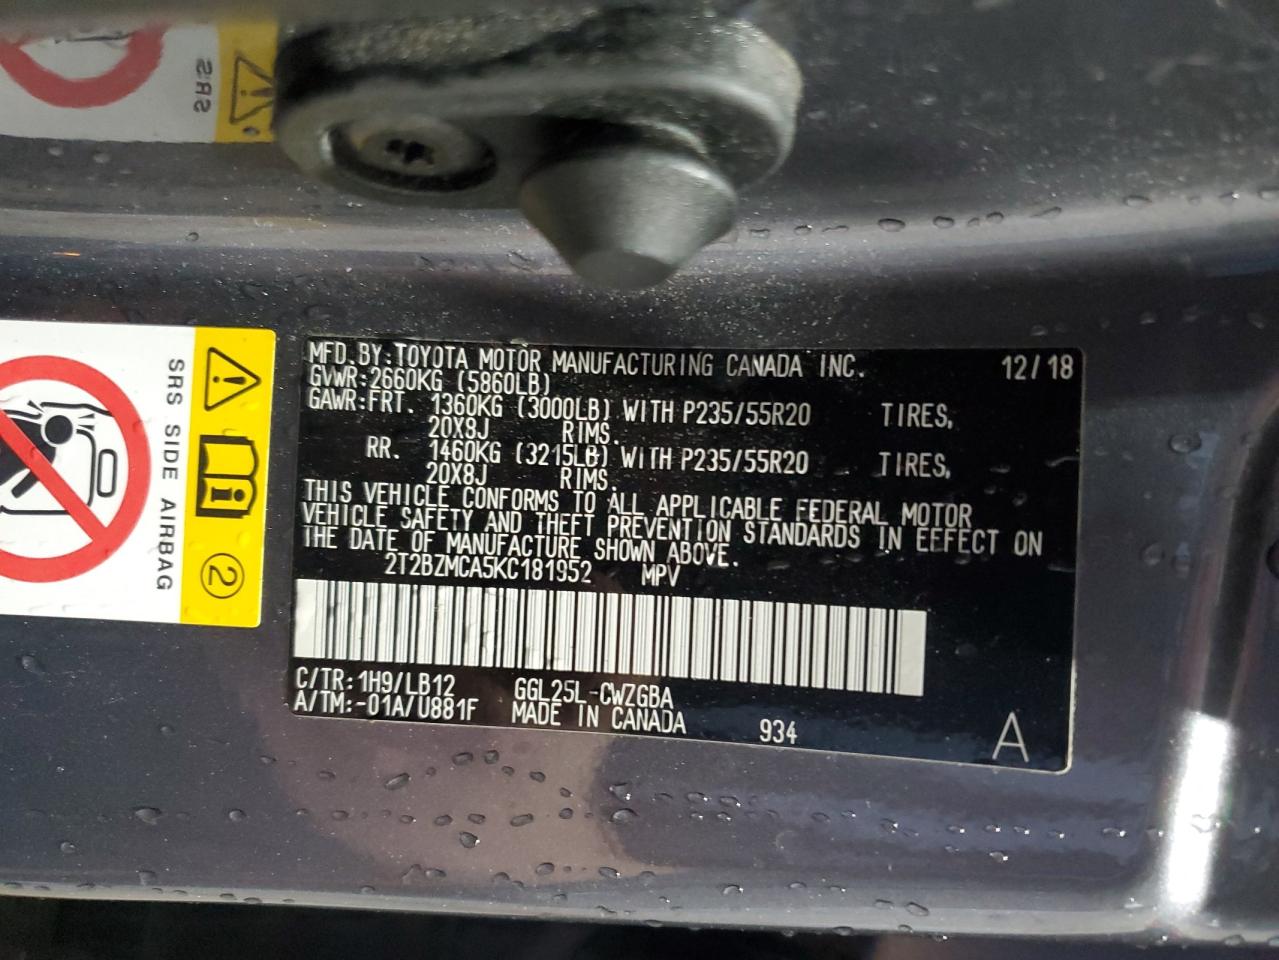 SRS
MFD.BY:TOYOTA MOTOR MANUFACTURING CANADA INC. 12/18
GVWR:2660KG (5860LB)
GAWR:FRT. 1360KG (3000LB) WITH P235/55R20 TIRES,
20X8J RIMS.
RR. 1460KG (3215LB) WITH P235/55R20 TIRES,
20X8J RIMS.
THIS VEHICLE CONFORMS TO ALL APPLICABLE FEDERAL MOTOR
VEHICLE SAFETY AND THEFT PREVENTION STANDARDS IN EFFECT ON
THE DATE OF MANUFACTURE SHOWN ABOVE.
2T2BZMCA5KC181952 MPV
C/TR:1H9/LB12 GGL25L-CWZGBA
A/TM:-01A/U881F MADE IN CANADA 934 A
SRS SIDE AIRBAG
2